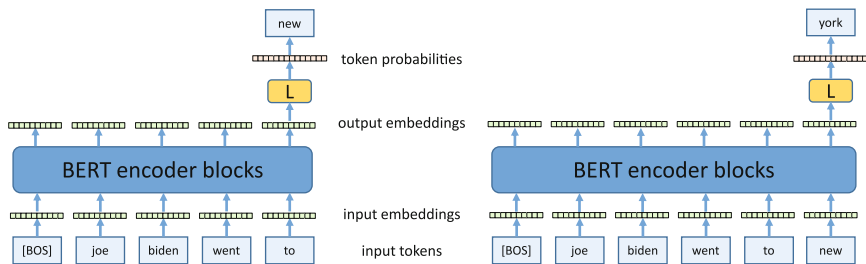 new
york
token probabilities
L
L
output embeddings
BERT encoder blocks
BERT encoder blocks
input embeddings
[BOS] joe biden went to
input tokens
[BOS] joe biden went to new